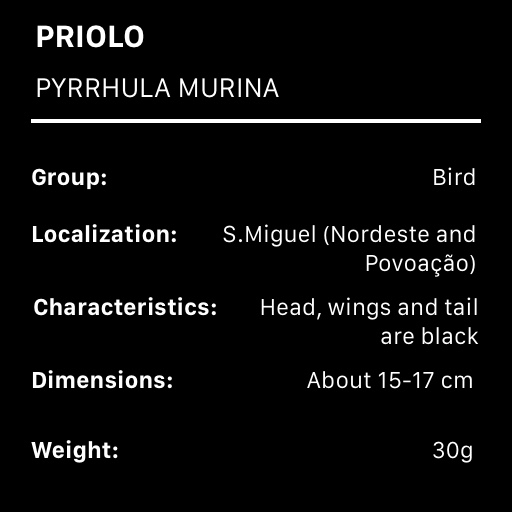 PRIOLO
PYRRHULA MURINA
Group: Bird
Localization: S.Miguel (Nordeste and
Povoação)
Characteristics: Head, wings and tail
are black
Dimensions: About 15-17 cm
Weight: 30g